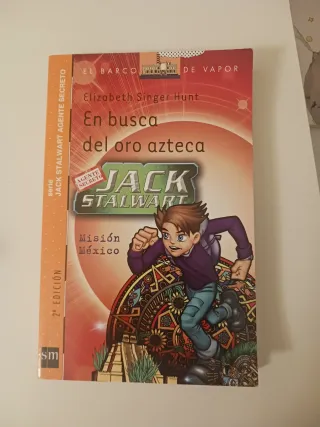 EL BARCO DE VAPOR
Elizabeth Singer Hunt
En busca
del oro azteca
AGENTE
SECRETO
JACK
STALWART
Misión
México
serie
JACK STALWART AGENTE SECRETO
2ª EDICIÓN
sm